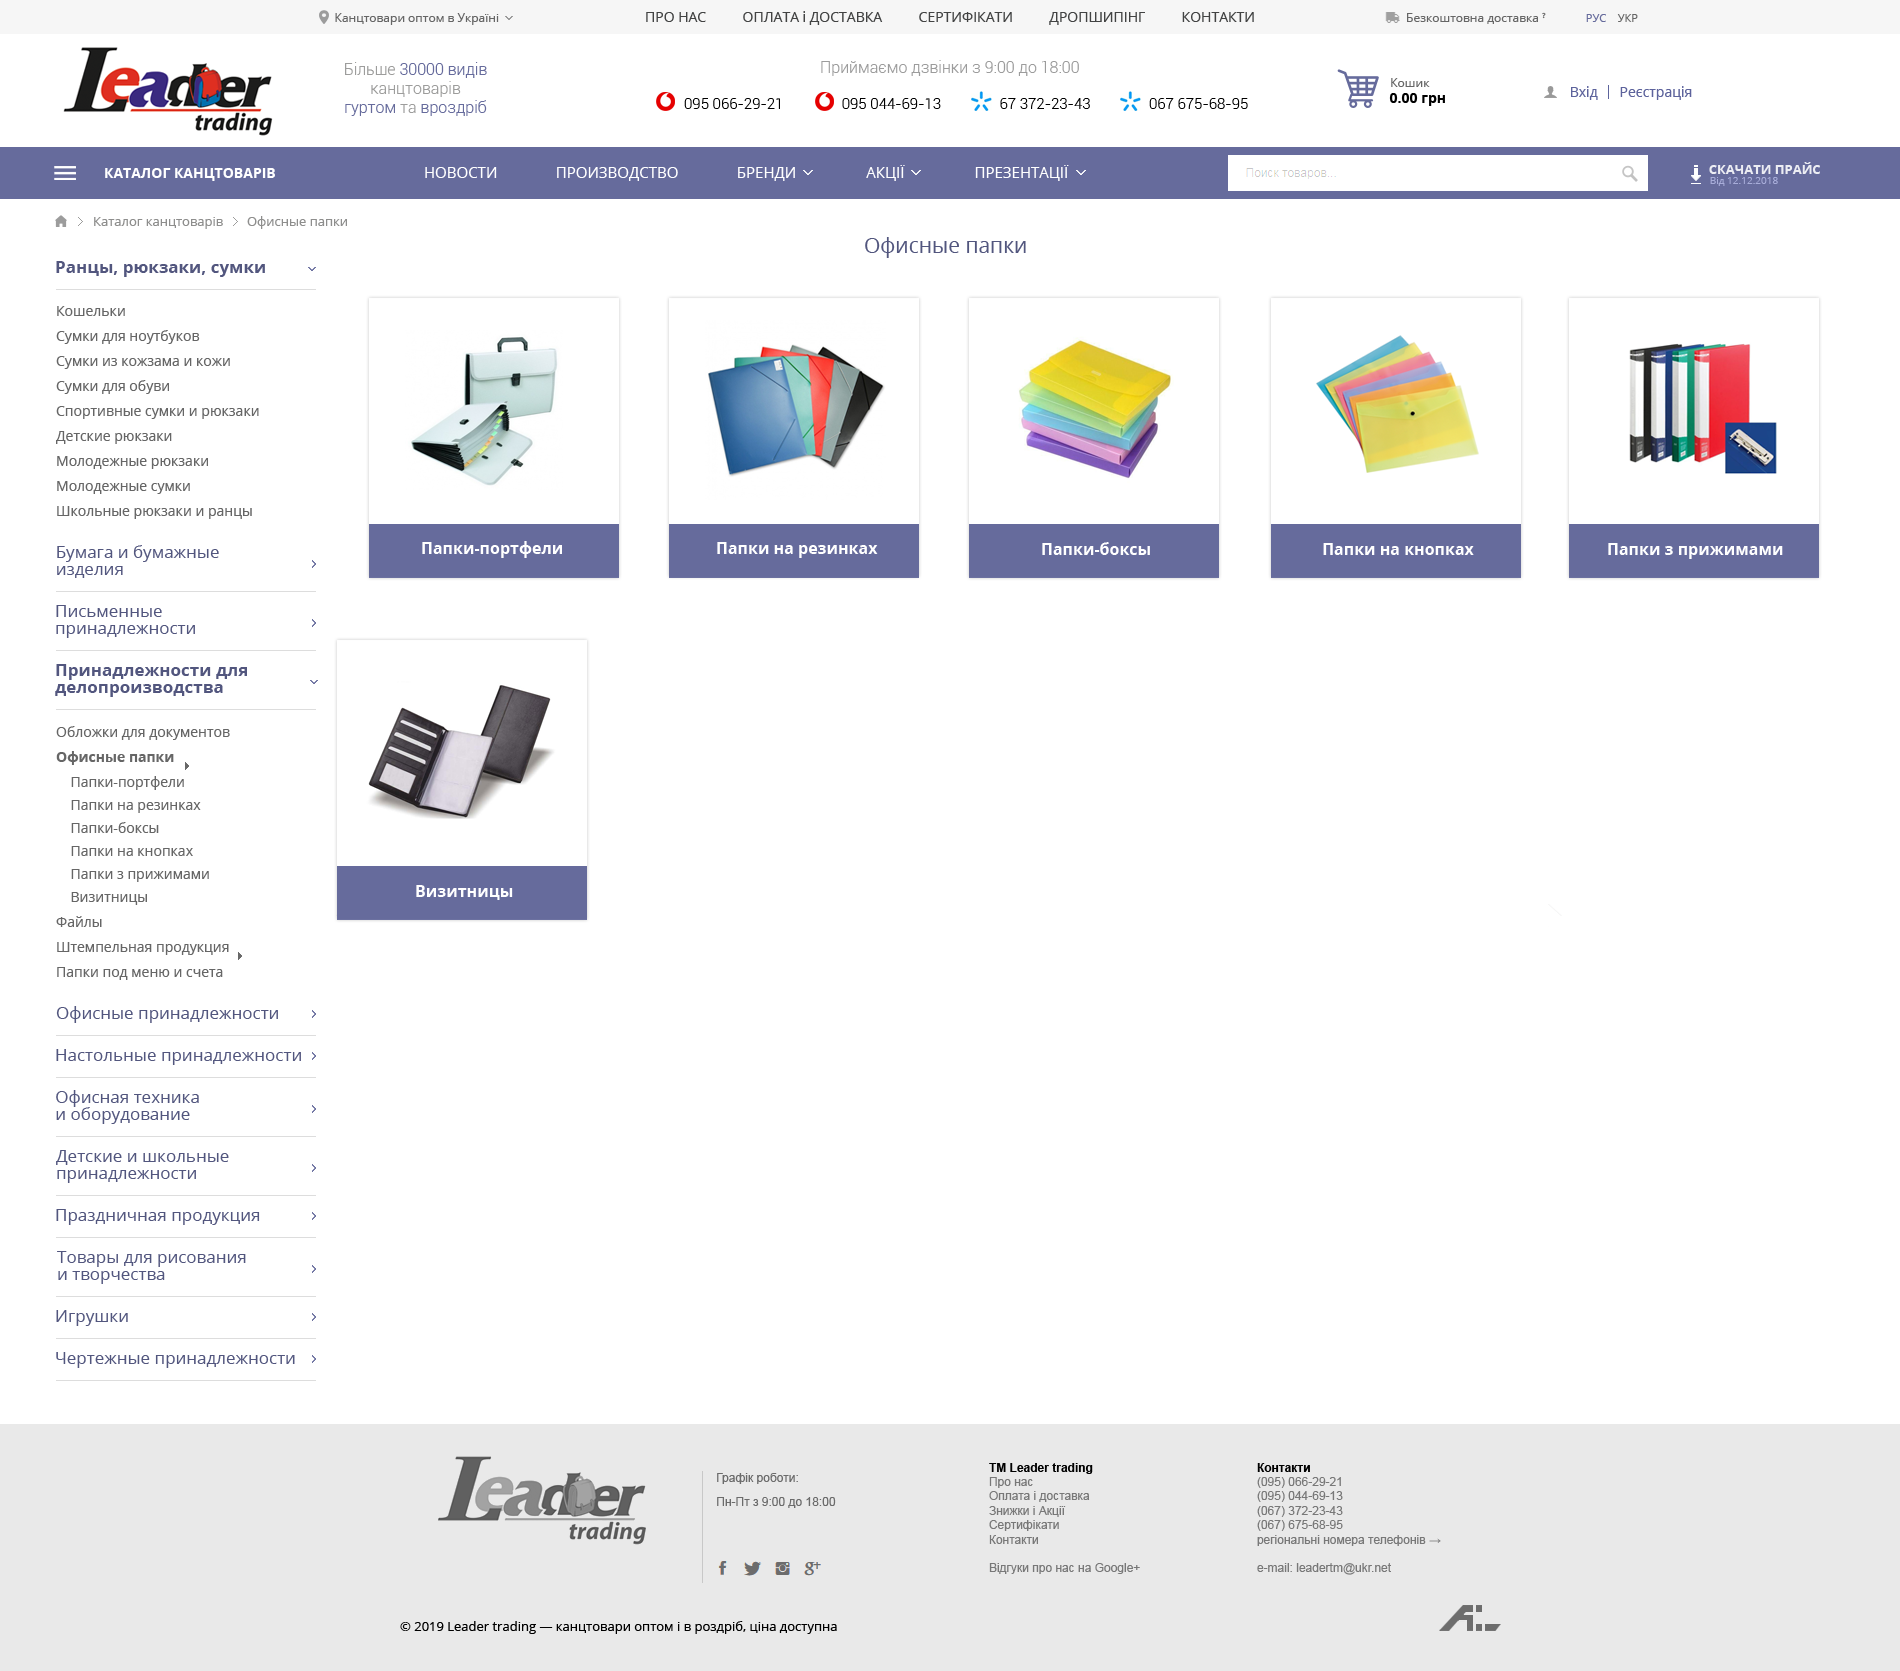 Канцтовари оптом в Україні
ПРО НАС
ОПЛАТА і ДОСТАВКА
СЕРТИФІКАТИ
ДРОПШИПІНГ
КОНТАКТИ
Безкоштовна доставка ?
РУС УКР
Leader
trading
Більше 30000 видів
канцтоварів
гуртом та вроздріб
Приймаємо дзвінки з 9:00 до 18:00
095 066-29-21
095 044-69-13
67 372-23-43
067 675-68-95
Кошик
0.00 грн
Вхід | Реєстрація
КАТАЛОГ КАНЦТОВАРІВ
НОВОСТИ
ПРОИЗВОДСТВО
БРЕНДИ
АКЦІЇ
ПРЕЗЕНТАЦІЇ
Поиск товаров...
СКАЧАТИ ПРАЙС
Від 12.12.2018
Каталог канцтоварів
Офисные папки
Офисные папки
Ранцы, рюкзаки, сумки
Кошельки
Сумки для ноутбуков
Сумки из кожзама и кожи
Сумки для обуви
Спортивные сумки и рюкзаки
Детские рюкзаки
Молодежные рюкзаки
Молодежные сумки
Школьные рюкзаки и ранцы
Бумага и бумажные
изделия
Письменные
принадлежности
Принадлежности для
делопроизводства
Обложки для документов
Офисные папки
Папки-портфели
Папки на резинках
Папки-боксы
Папки на кнопках
Папки з прижимами
Визитницы
Файлы
Штемпельная продукция
Папки под меню и счета
Офисные принадлежности
Настольные принадлежности
Офисная техника
и оборудование
Детские и школьные
принадлежности
Праздничная продукция
Товары для рисования
и творчества
Игрушки
Чертежные принадлежности
Папки-портфели
Папки на резинках
Папки-боксы
Папки на кнопках
Папки з прижимами
Визитницы
Leader
trading
Графік роботи:
Пн-Пт з 9:00 до 18:00
ТМ Leader trading
Про нас
Оплата і доставка
Знижки і Акції
Сертифікати
Контакти
Відгуки про нас на Google+
Контакти
(095) 066-29-21
(095) 044-69-13
(067) 372-23-43
(067) 675-68-95
регіональні номера телефонів →
e-mail: leadertm@ukr.net
© 2019 Leader trading — канцтовари оптом і в роздріб, ціна доступна